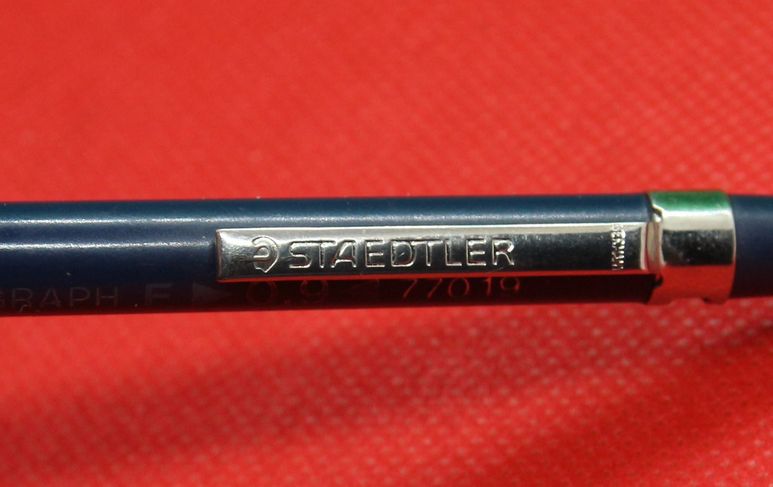 STAEDTLER
GRAPH F ▶ 0.9 77019